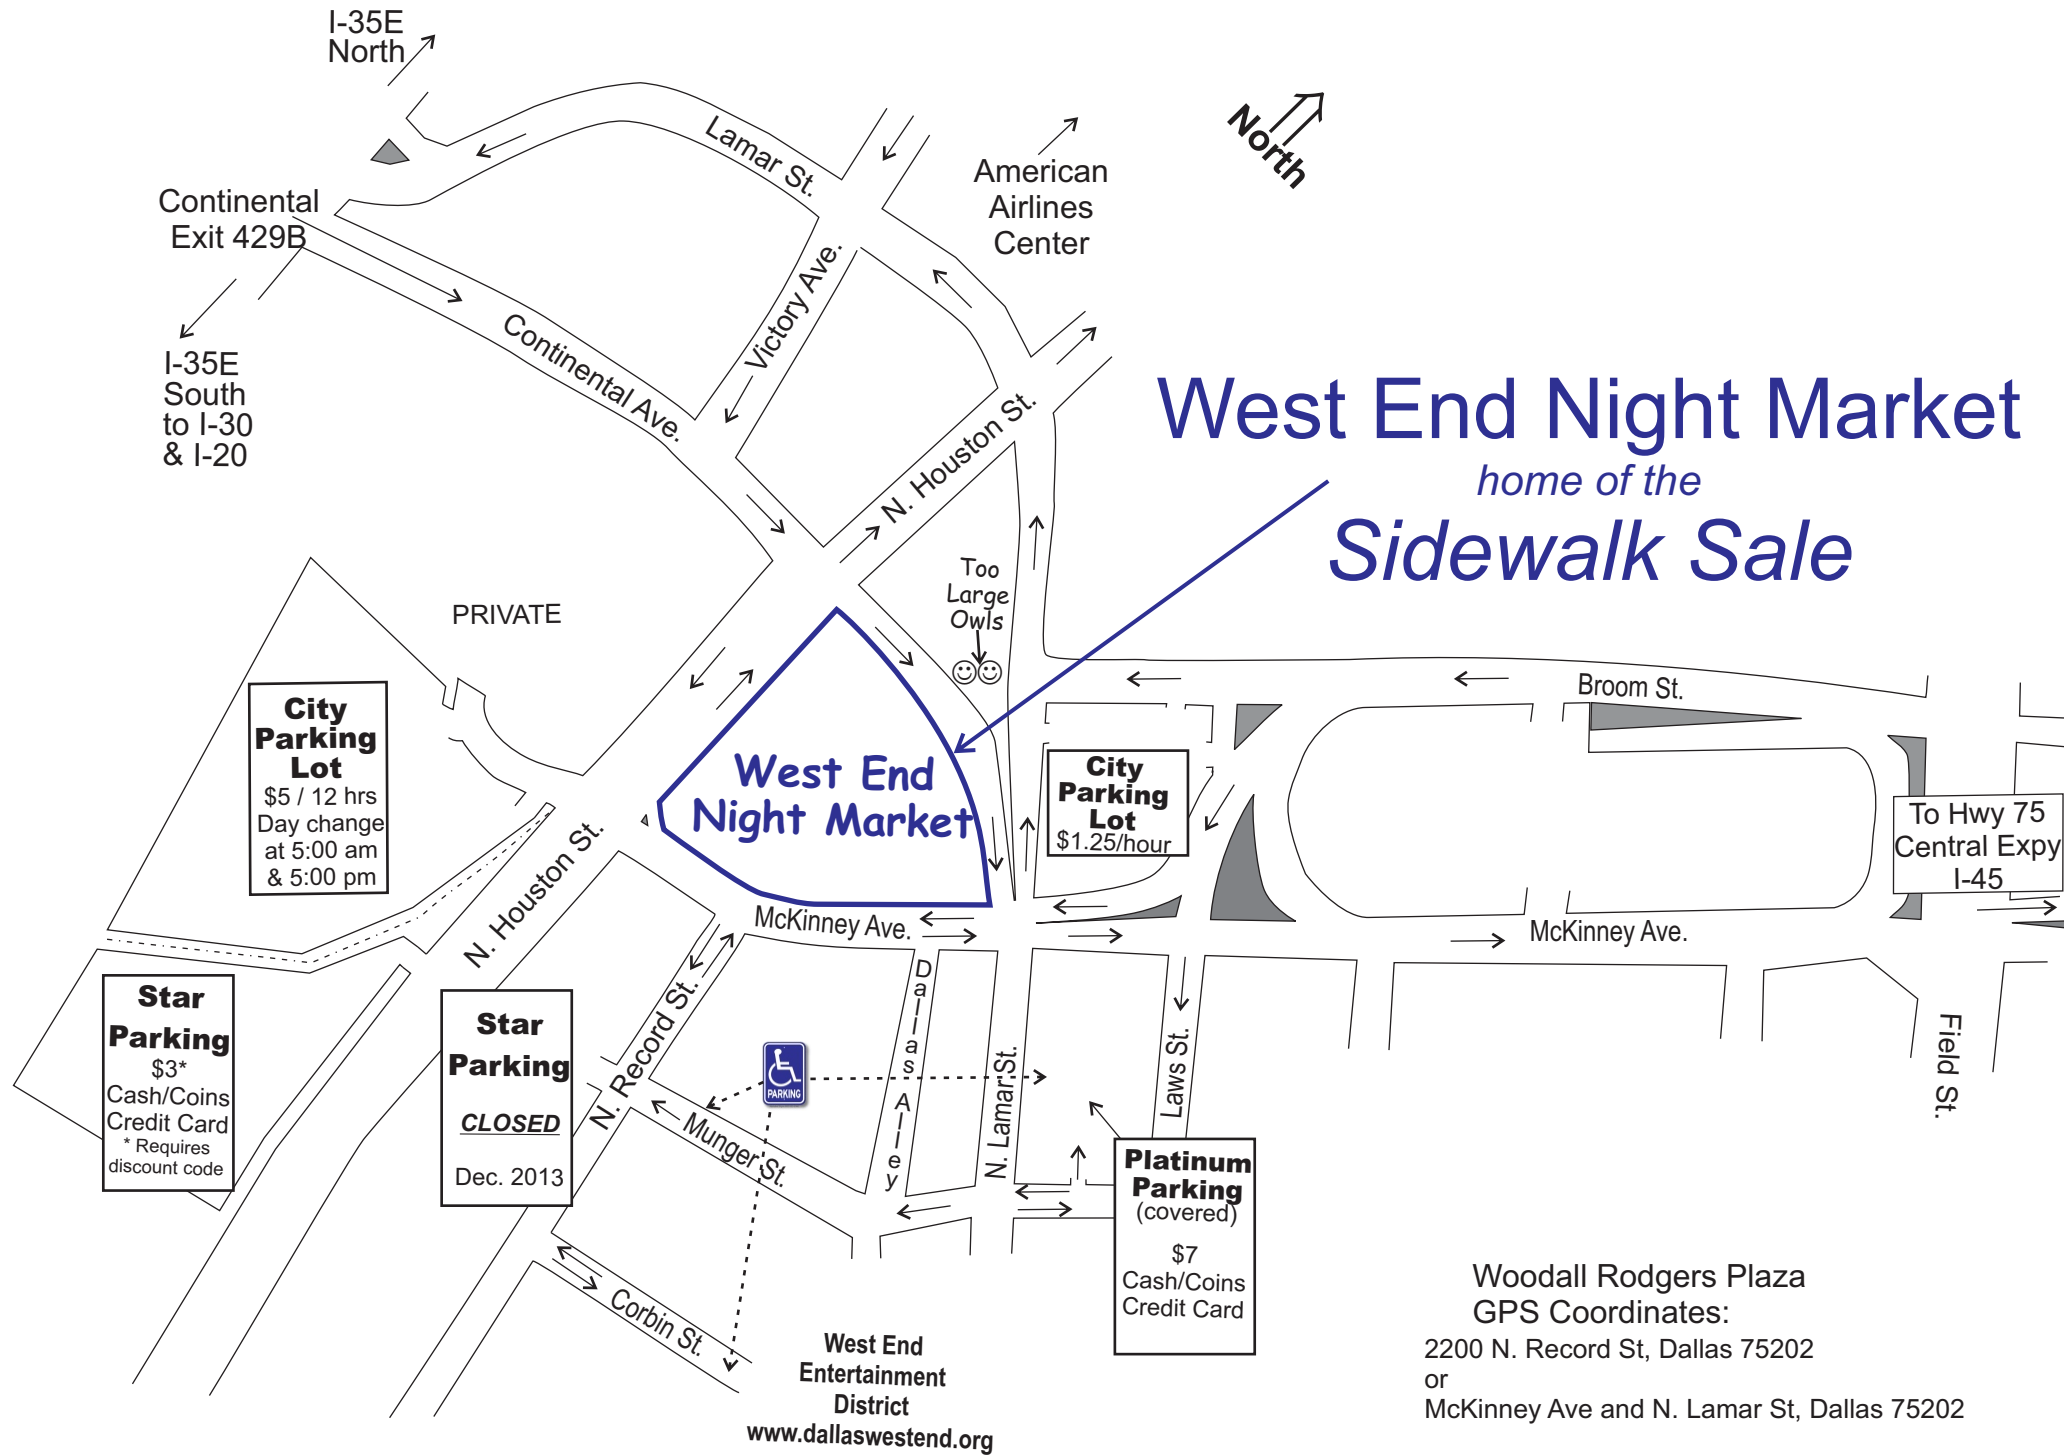 I-35E
North
Lamar St.
American
Airlines
Center
North
Continental
Exit 429B
I-35E
South
to I-30
& I-20
Continental Ave.
Victory Ave.
N. Houston St.
West End Night Market
home of the
Sidewalk Sale
Too
Large
Owls
PRIVATE
Broom St.
City
Parking
Lot
$5 / 12 hrs
Day change
at 5:00 am
& 5:00 pm
West End
Night Market
City
Parking
Lot
$1.25/hour
To Hwy 75
Central Expy
I-45
N. Houston St.
McKinney Ave.
McKinney Ave.
Star
Parking
$3*
Cash/Coins
Credit Card
* Requires
discount code
Star
Parking
CLOSED
Dec. 2013
N. Record St.
PARKING
Dallas Alley
N. Lamar St.
Laws St.
Field St.
Munger St.
Platinum
Parking
(covered)
$7
Cash/Coins
Credit Card
Corbin St.
West End
Entertainment
District
www.dallaswestend.org
Woodall Rodgers Plaza
GPS Coordinates:
2200 N. Record St, Dallas 75202
or
McKinney Ave and N. Lamar St, Dallas 75202